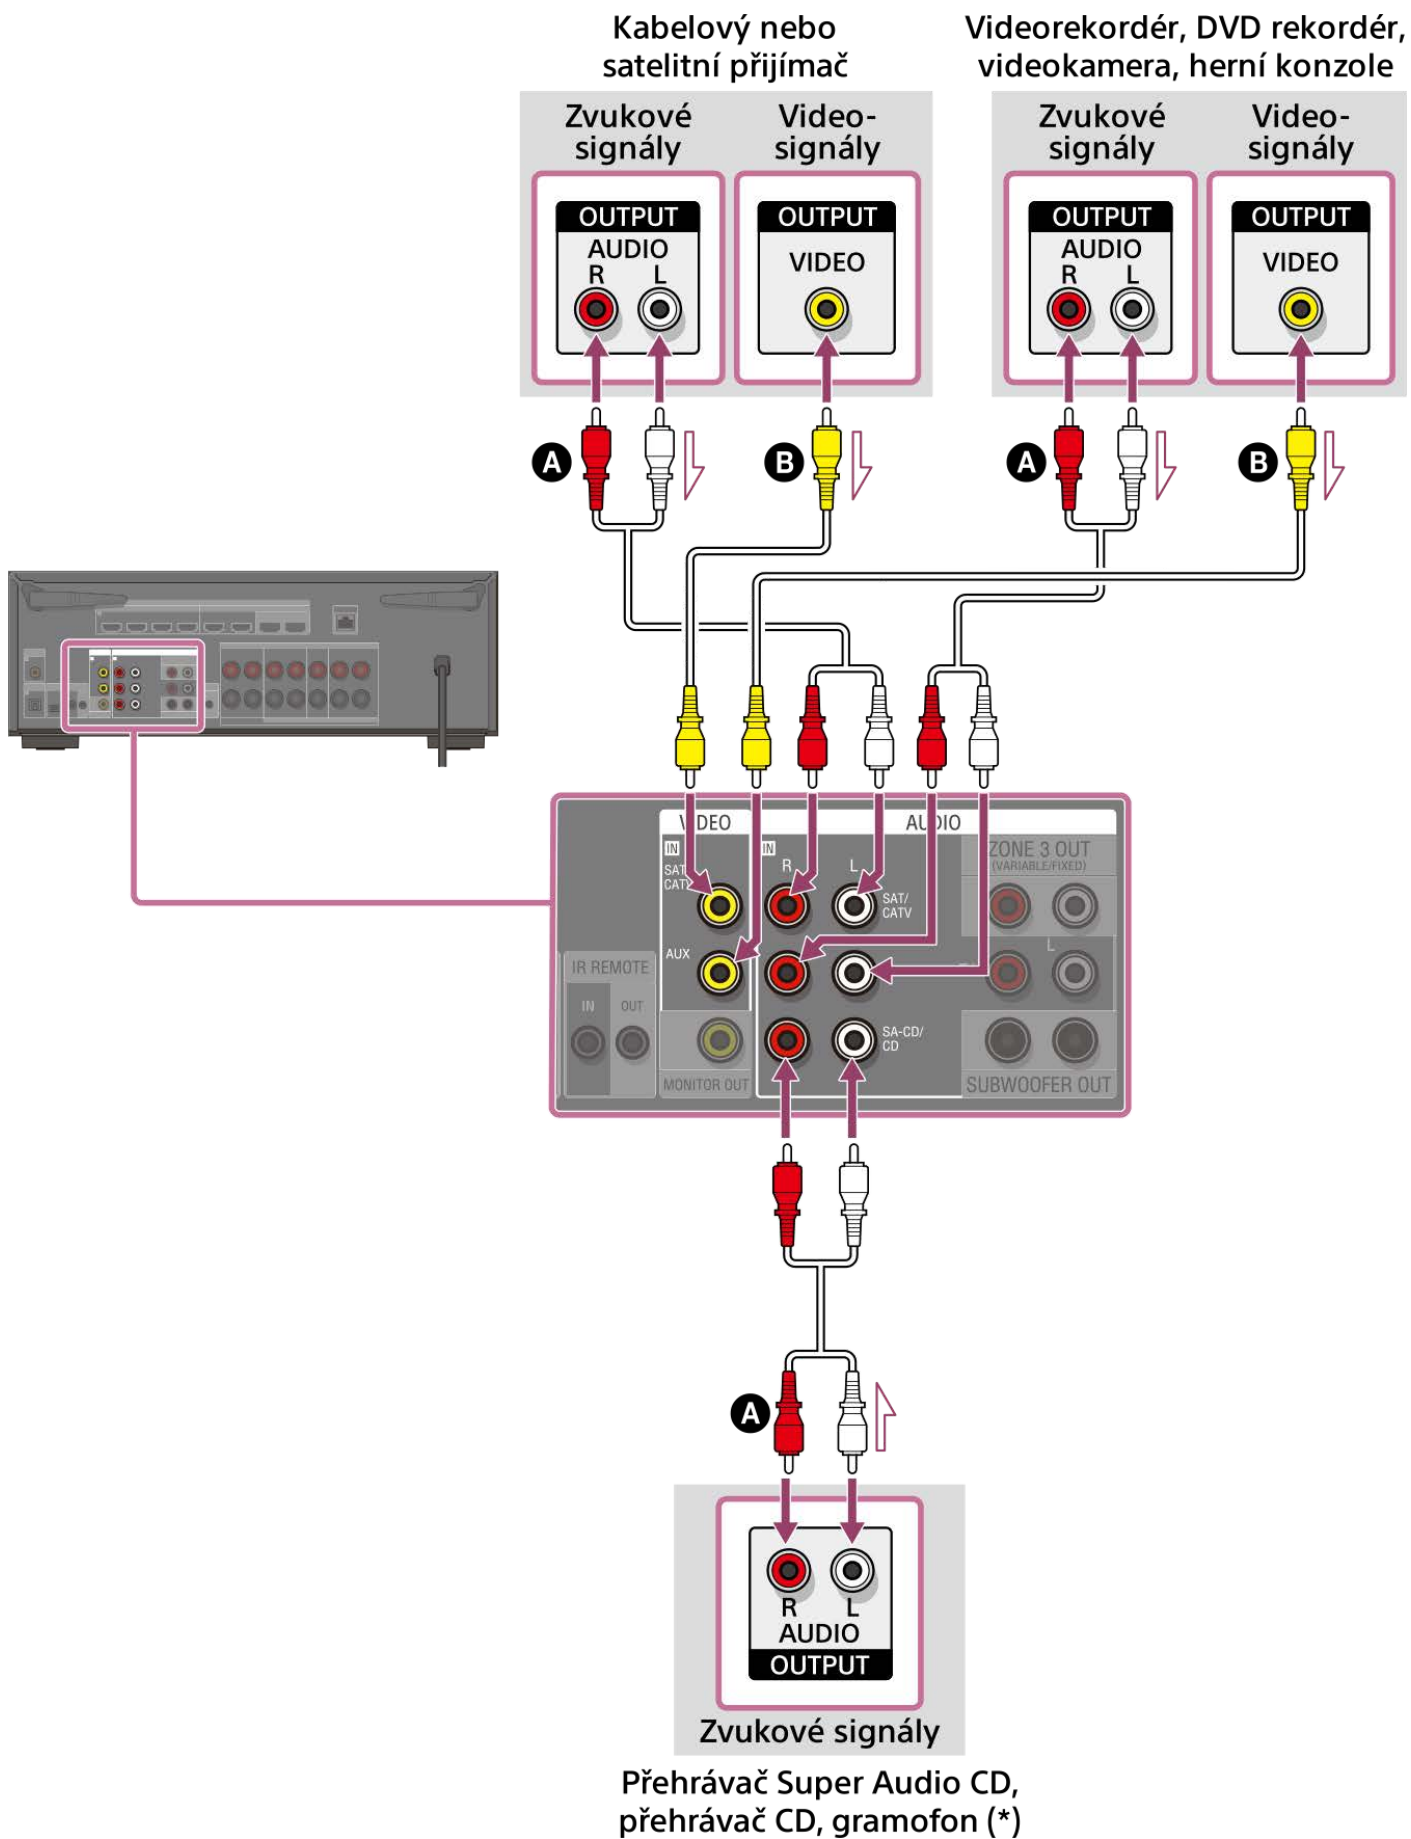 Kabelový nebo
satelitní přijímač
Videorekordér, DVD rekordér,
videokamera, herní konzole
Zvukové
signály
Video-
signály
Zvukové
signály
Video-
signály
OUTPUT
AUDIO
R L
OUTPUT
VIDEO
OUTPUT
AUDIO
R L
OUTPUT
VIDEO
A
B
A
B
VIDEO
AUDIO
IN
IN
SAT/
CATV
R L
SAT/
CATV
ZONE 3 OUT
(VARIABLE/FIXED)
AUX
L
IR REMOTE
IN OUT
SA-CD/
CD
MONITOR OUT
SUBWOOFER OUT
A
R L
AUDIO
OUTPUT
Zvukové signály
Přehrávač Super Audio CD,
přehrávač CD, gramofon (*)